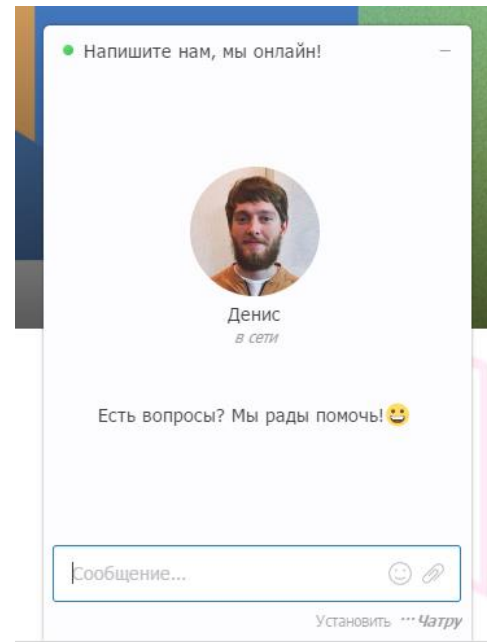 Напишите нам, мы онлайн!
Денис
в сети
Есть вопросы? Мы рады помочь!😀
Сообщение...
Установить ··· Чатру